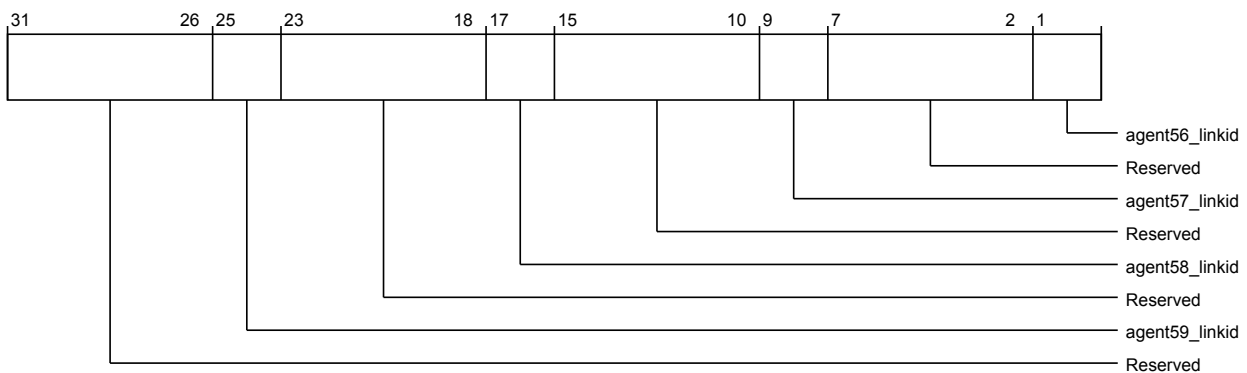 31 26 25 23 18 17 15 10 9 7 2 1
agent56_linkid
Reserved
agent57_linkid
Reserved
agent58_linkid
Reserved
agent59_linkid
Reserved